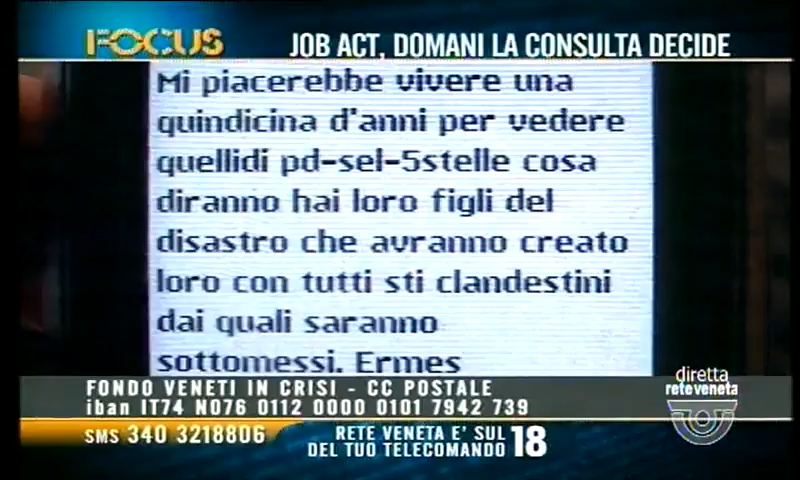 FOCUS
JOB ACT, DOMANI LA CONSULTA DECIDE
Mi piacerebbe vivere una
quindicina d'anni per vedere
quellidi pd-sel-5stelle cosa
diranno hai loro figli del
disastro che avranno creato
loro con tutti sti clandestini
dai quali saranno
sottomessi. Ermes
FONDO VENETI IN CRISI - CC POSTALE
iban IT74 N076 0112 0000 0101 7942 739
diretta
reteveneta
SMS 340 3218806
RETE VENETA E' SUL
DEL TUO TELECOMANDO 18